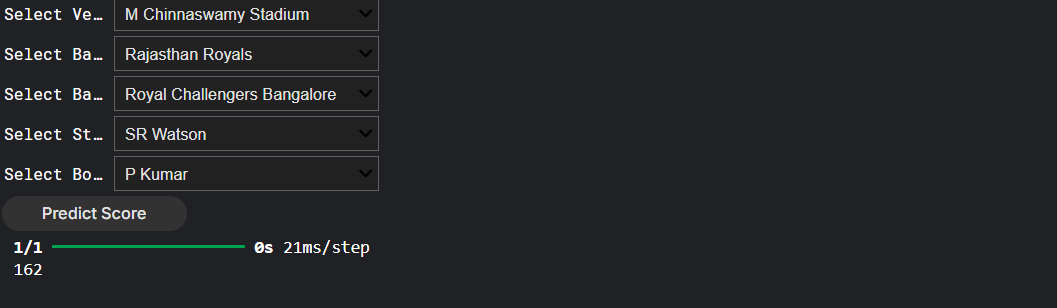 Select Ve… M Chinnaswamy Stadium
Select Ba… Rajasthan Royals
Select Ba… Royal Challengers Bangalore
Select St… SR Watson
Select Bo… P Kumar
Predict Score
1/1 0s 21ms/step
162